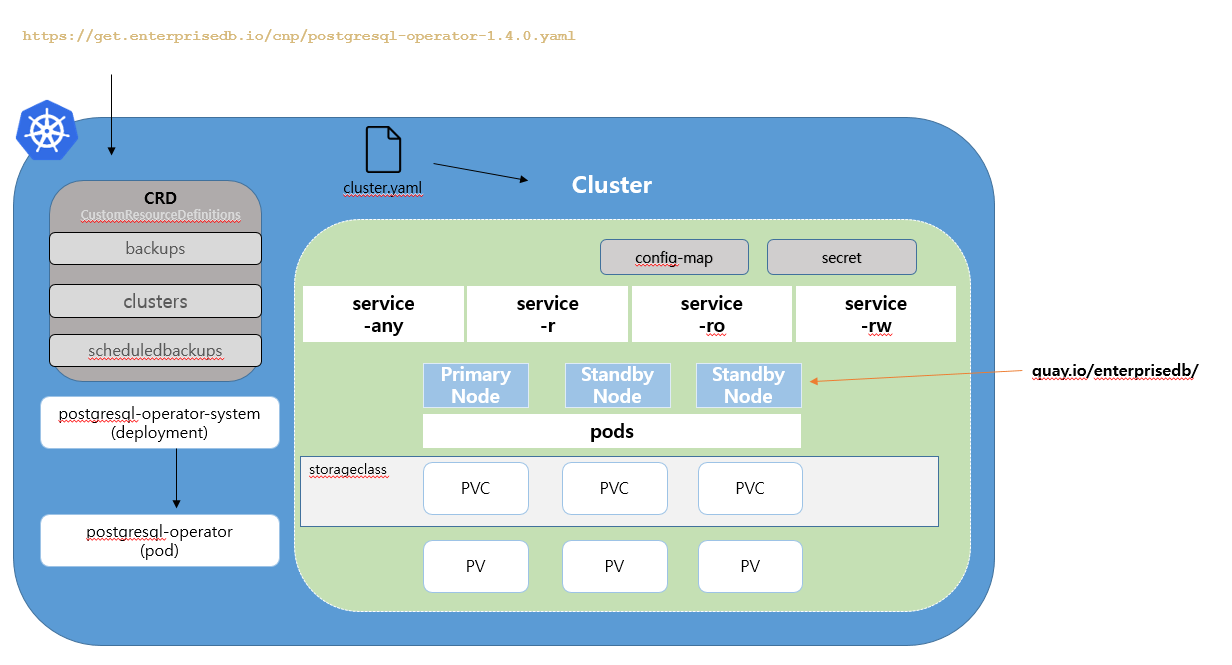 https://get.enterprisedb.io/cnp/postgresql-operator-1.4.0.yaml
cluster.yaml
Cluster
CRD
CustomResourceDefinitions
backups
clusters
scheduledbackups
postgresql-operator-system
(deployment)
postgresql-operator
(pod)
config-map
secret
service
-any
service
-r
service
-ro
service
-rw
Primary
Node
Standby
Node
Standby
Node
quay.io/enterprisedb/
pods
storageclass
PVC
PVC
PVC
PV
PV
PV